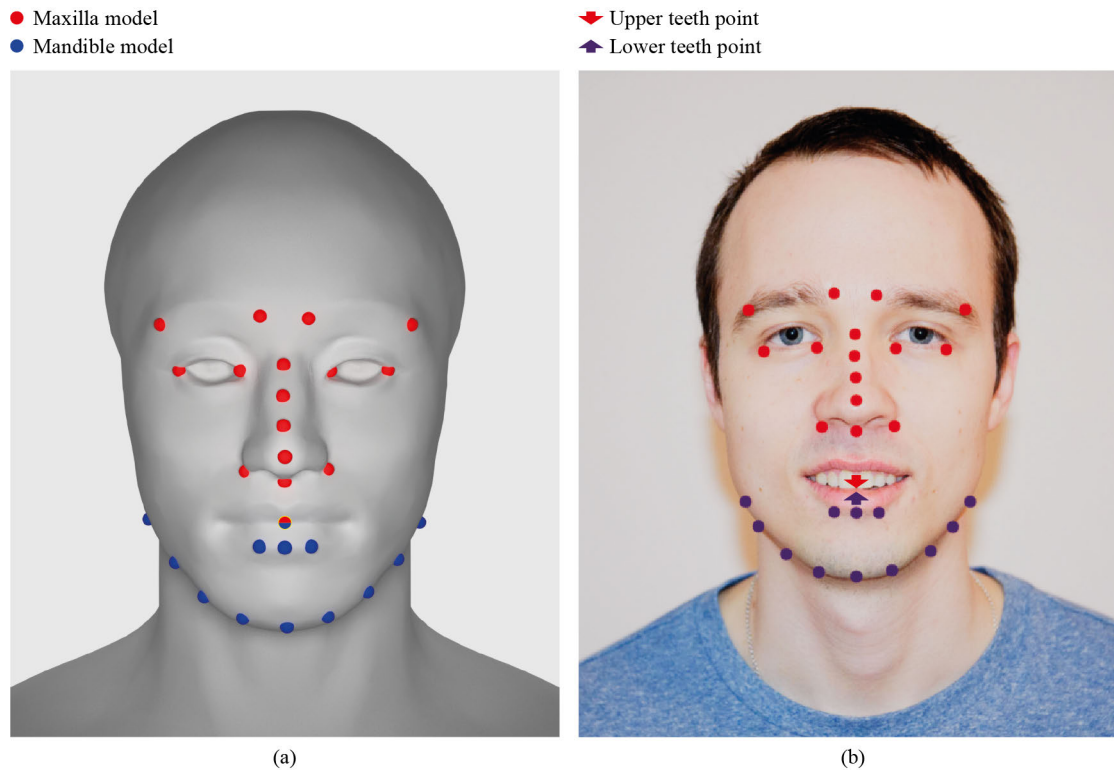 Maxilla model
Mandible model
Upper teeth point
Lower teeth point
(a)
(b)